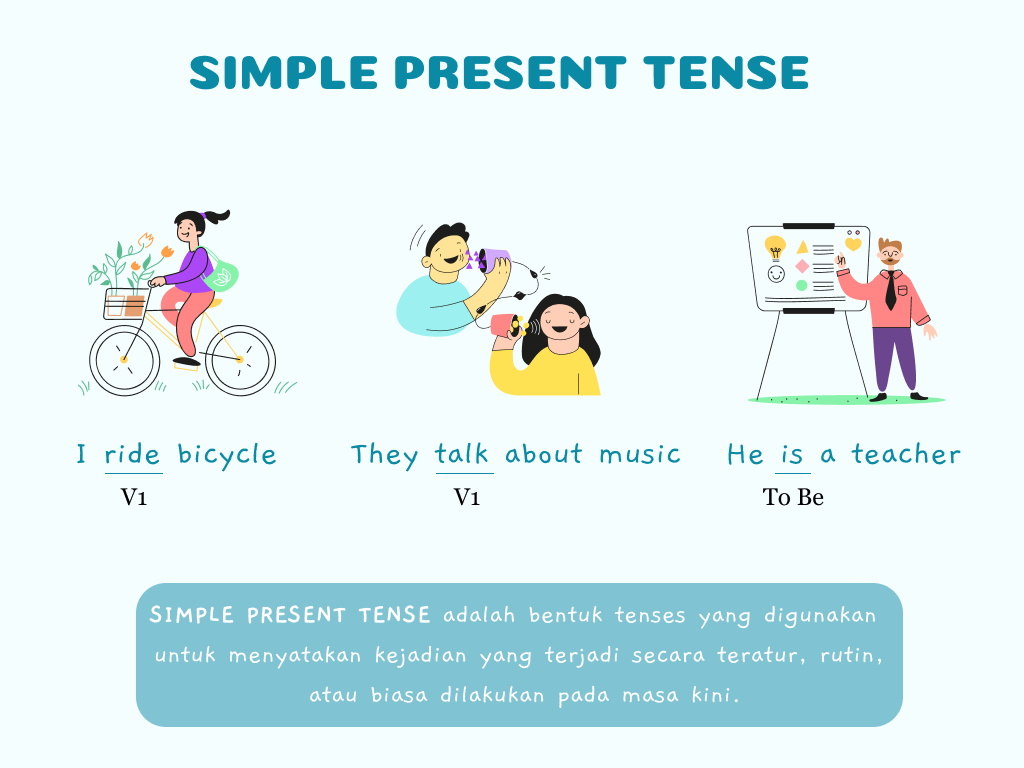 SIMPLE PRESENT TENSE
I ride bicycle
V1
They talk about music
V1
He is a teacher
To Be
SIMPLE PRESENT TENSE adalah bentuk tenses yang digunakan
untuk menyatakan kejadian yang terjadi secara teratur, rutin,
atau biasa dilakukan pada masa kini.